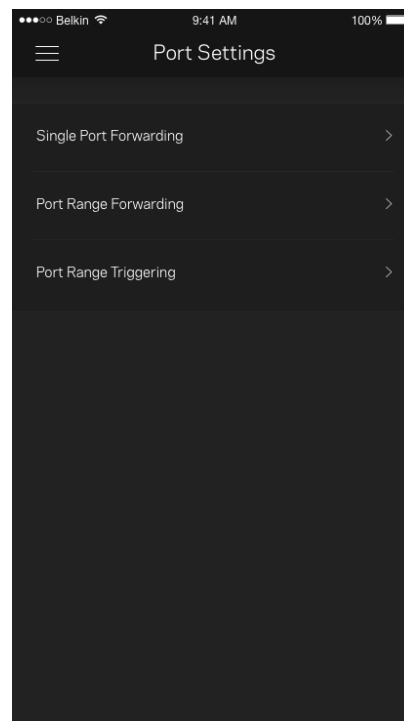 Belkin 9:41 AM 100%
Port Settings
Single Port Forwarding
Port Range Forwarding
Port Range Triggering